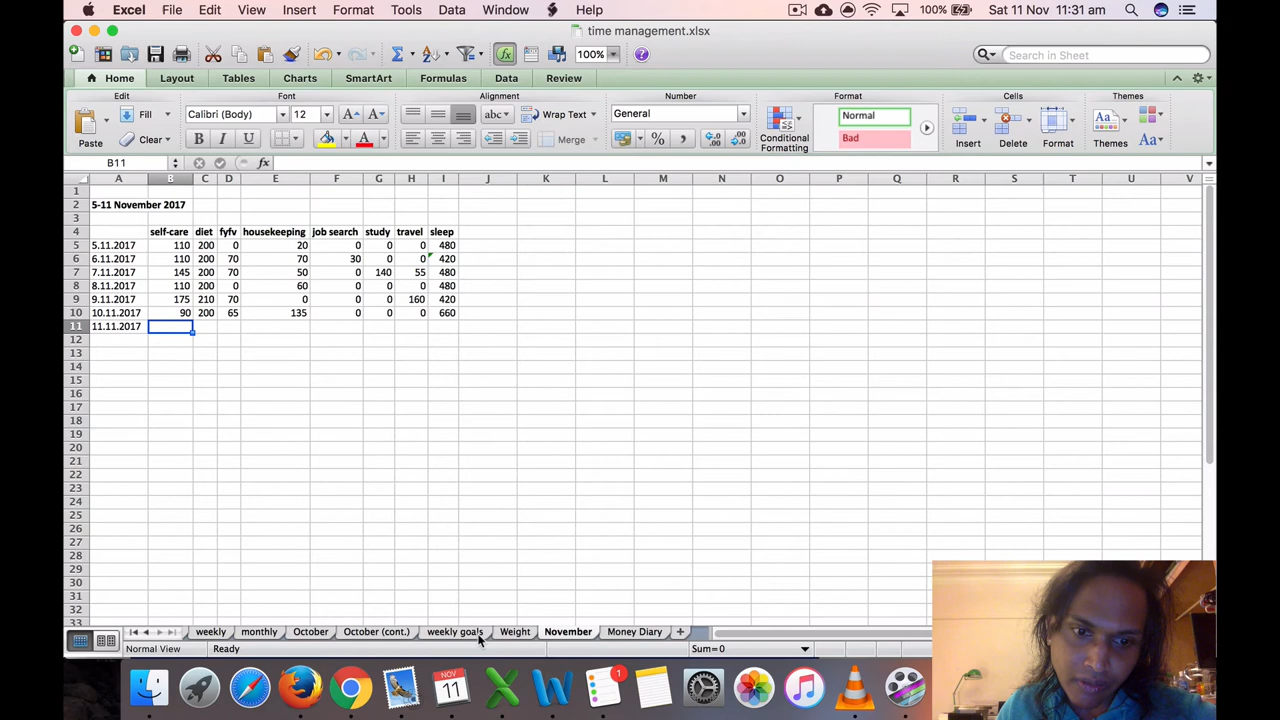 Excel File Edit View Insert Format Tools Data Window Help 100% Sat 11 Nov 11:31 am
time management.xlsx
100% Search in Sheet
Home Layout Tables Charts SmartArt Formulas Data Review
Edit Font Alignment Number Format Cells Themes
Fill Calibri (Body) 12 A A abc Wrap Text General Normal
Paste Clear B I U A Merge % Bad Conditional Formatting Insert Delete Format Themes Aa
B11 fx
A B C D E F G H I J K L M N O P Q R S T U V
1
2 5-11 November 2017
3
4 self-care diet fyfv housekeeping job search study travel sleep
5 5.11.2017 110 200 0 20 0 0 0 480
6 6.11.2017 110 200 70 70 30 0 0 420
7 7.11.2017 145 200 70 50 0 140 55 480
8 8.11.2017 110 200 0 60 0 0 0 480
9 9.11.2017 175 210 70 0 0 0 160 420
10 10.11.2017 90 200 65 135 0 0 0 660
11 11.11.2017
12
13
14
15
16
17
18
19
20
21
22
23
24
25
26
27
28
29
30
31
32
33
weekly monthly October October (cont.) weekly goals Weight November Money Diary +
Normal View Ready Sum=0
NOV 11 1